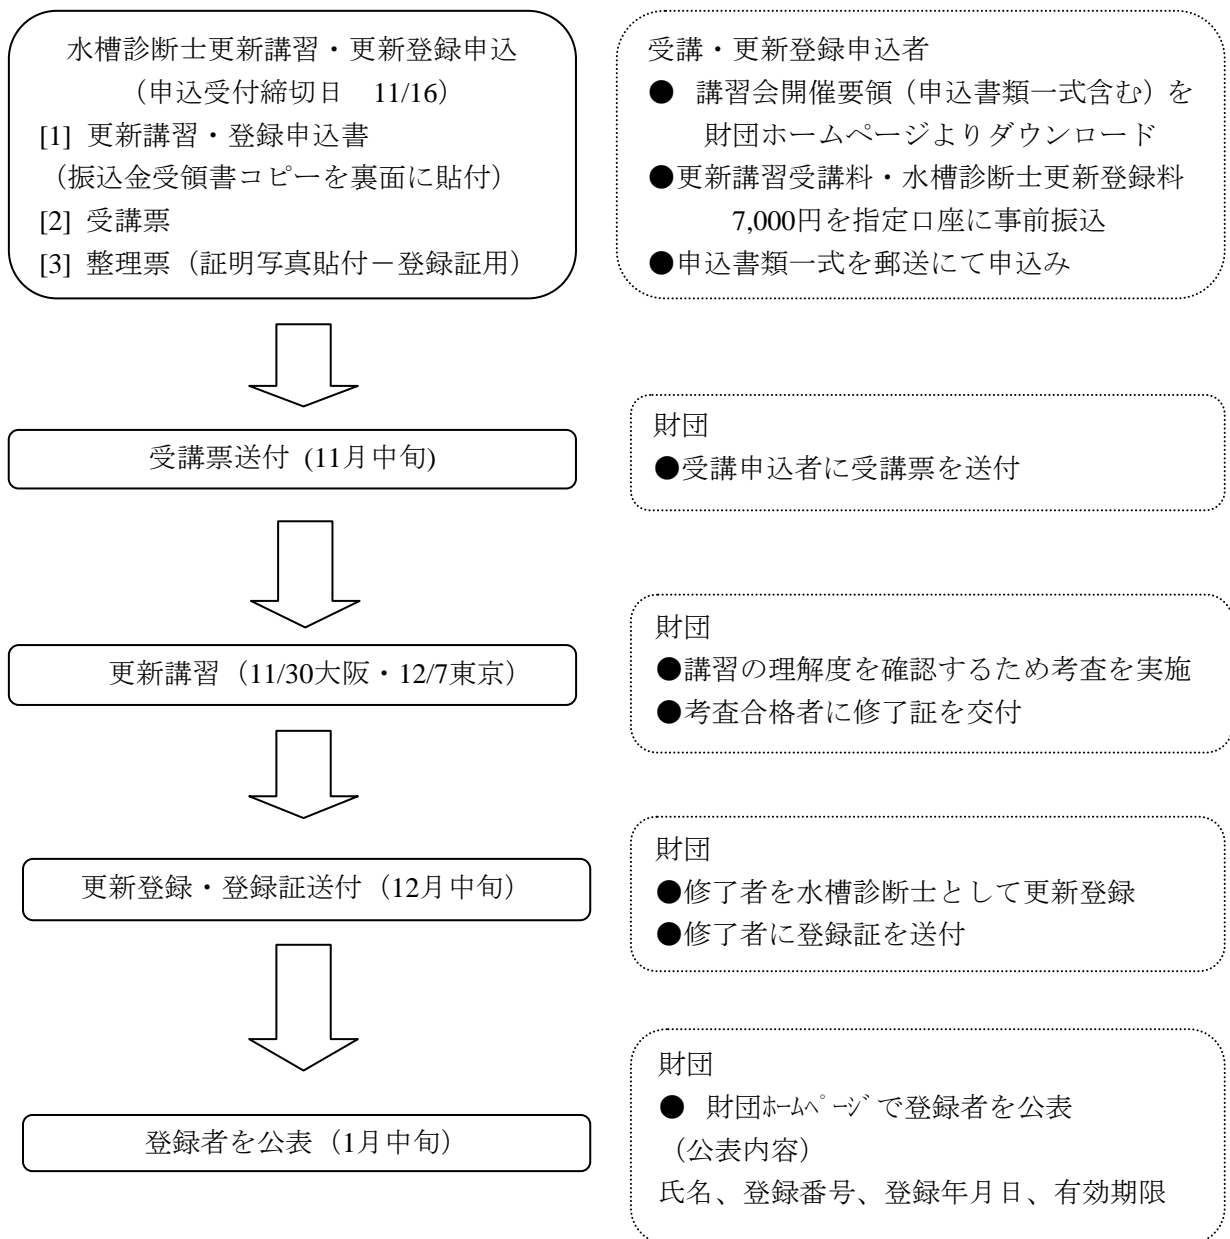 水槽診断士更新講習・更新登録申込
（申込受付締切日　11/16）
[1] 更新講習・登録申込書
（振込金受領書コピーを裏面に貼付）
[2] 受講票
[3] 整理票（証明写真貼付－登録証用）
受講・更新登録申込者
●　講習会開催要領（申込書類一式含む）を
財団ホームページよりダウンロード
●更新講習受講料・水槽診断士更新登録料
7,000円を指定口座に事前振込
●申込書類一式を郵送にて申込み
受講票送付 (11月中旬)
財団
●受講申込者に受講票を送付
更新講習（11/30大阪・12/7東京）
財団
●講習の理解度を確認するため考査を実施
●考査合格者に修了証を交付
更新登録・登録証送付（12月中旬）
財団
●修了者を水槽診断士として更新登録
●修了者に登録証を送付
登録者を公表（1月中旬）
財団
●　財団ﾎｰﾑﾍﾟｰｼﾞで登録者を公表
（公表内容）
氏名、登録番号、登録年月日、有効期限